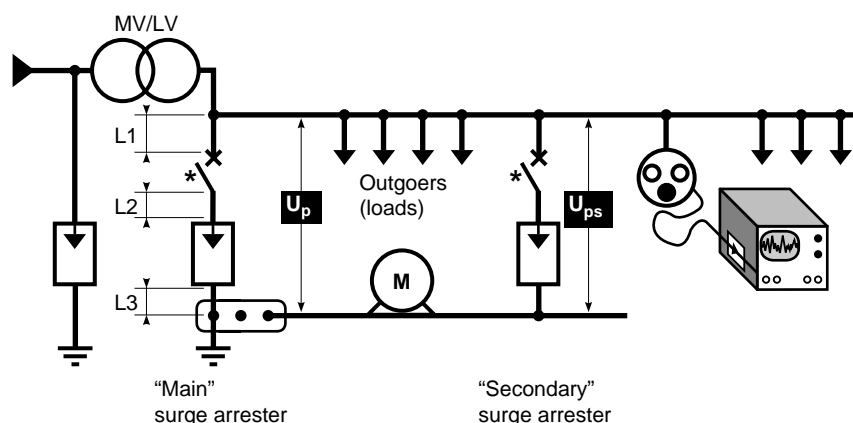 MV/LV
L1
*
L2
L3
Up
Outgoers
(loads)
*
Ups
M
“Main”
surge arrester
“Secondary”
surge arrester